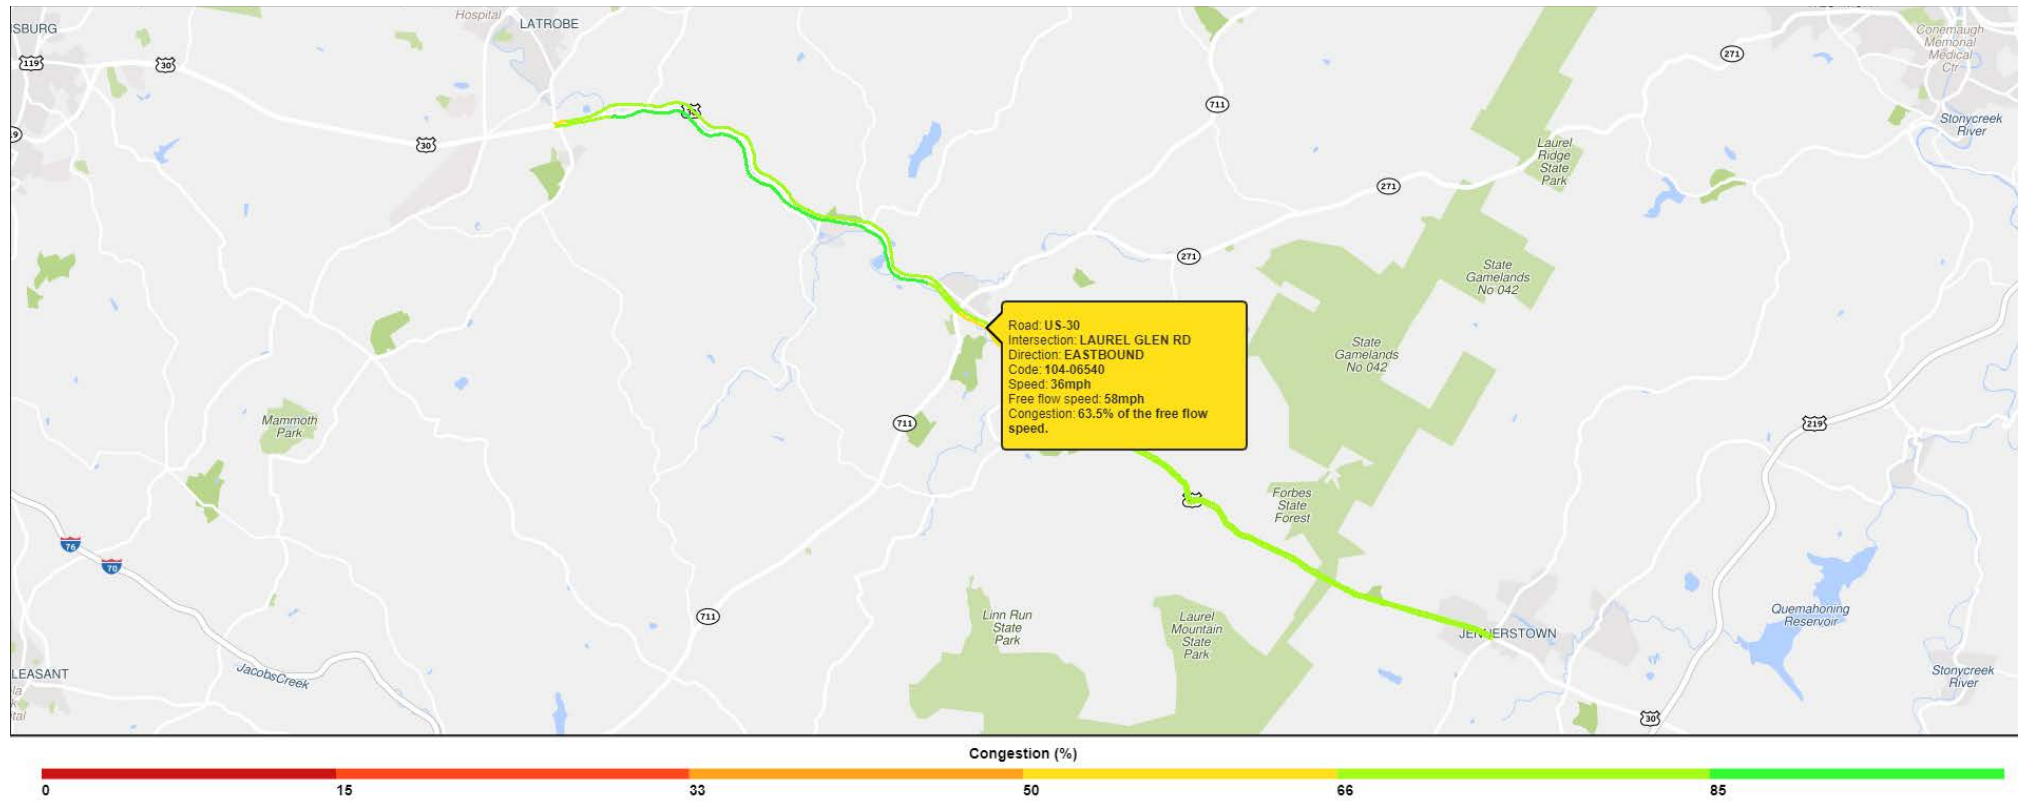 Hospital
LATROBE
SBURG
119
30
271
Conemaugh
Memorial
Medical
Ctr
30
711
Stonycreek
River
30
Laurel
Ridge
State
Park
271
271
State
Gamelands
No 042
Road: US-30
Intersection: LAUREL GLEN RD
Direction: EASTBOUND
Code: 104-06540
Speed: 36mph
Free flow speed: 58mph
Congestion: 63.5% of the free flow
speed.
State
Gamelands
No 042
Mammoth
Park
711
219
Forbes
State
Forest
76
70
711
Linn Run
State
Park
Laurel
Mountain
State
Park
JENNERSTOWN
Quemahoning
Reservoir
LEASANT
JacobsCreek
Stonycreek
River
30
Congestion (%)
0 15 33 50 66 85